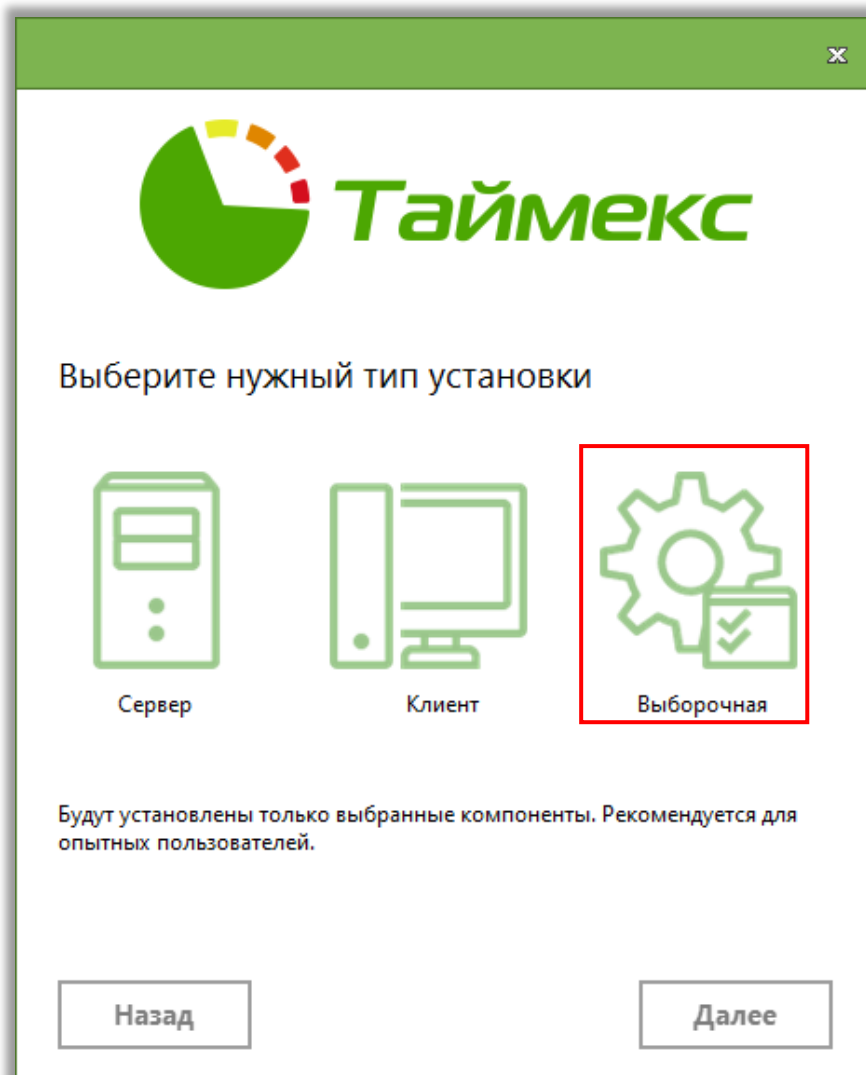 Таймекс
Выберите нужный тип установки
Сервер
Клиент
Выборочная
Будут установлены только выбранные компоненты. Рекомендуется для
опытных пользователей.
Назад
Далее